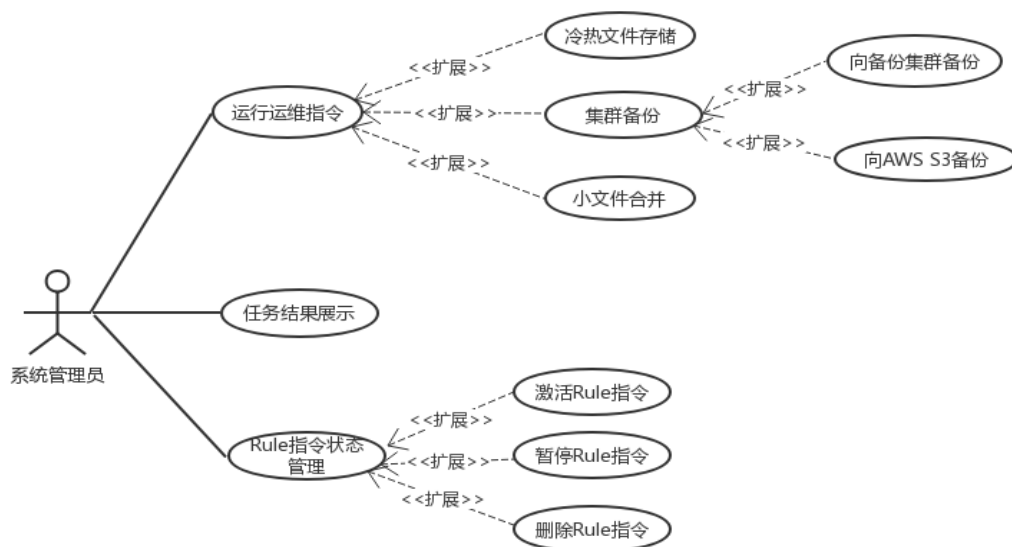 冷热文件存储
<<扩展>>
向备份集群备份
<<扩展>>
运行运维指令
<<扩展>>
集群备份
<<扩展>>
向AWS S3备份
<<扩展>>
小文件合并
任务结果展示
系统管理员
激活Rule指令
<<扩展>>
Rule指令状态
管理
<<扩展>>
暂停Rule指令
<<扩展>>
删除Rule指令